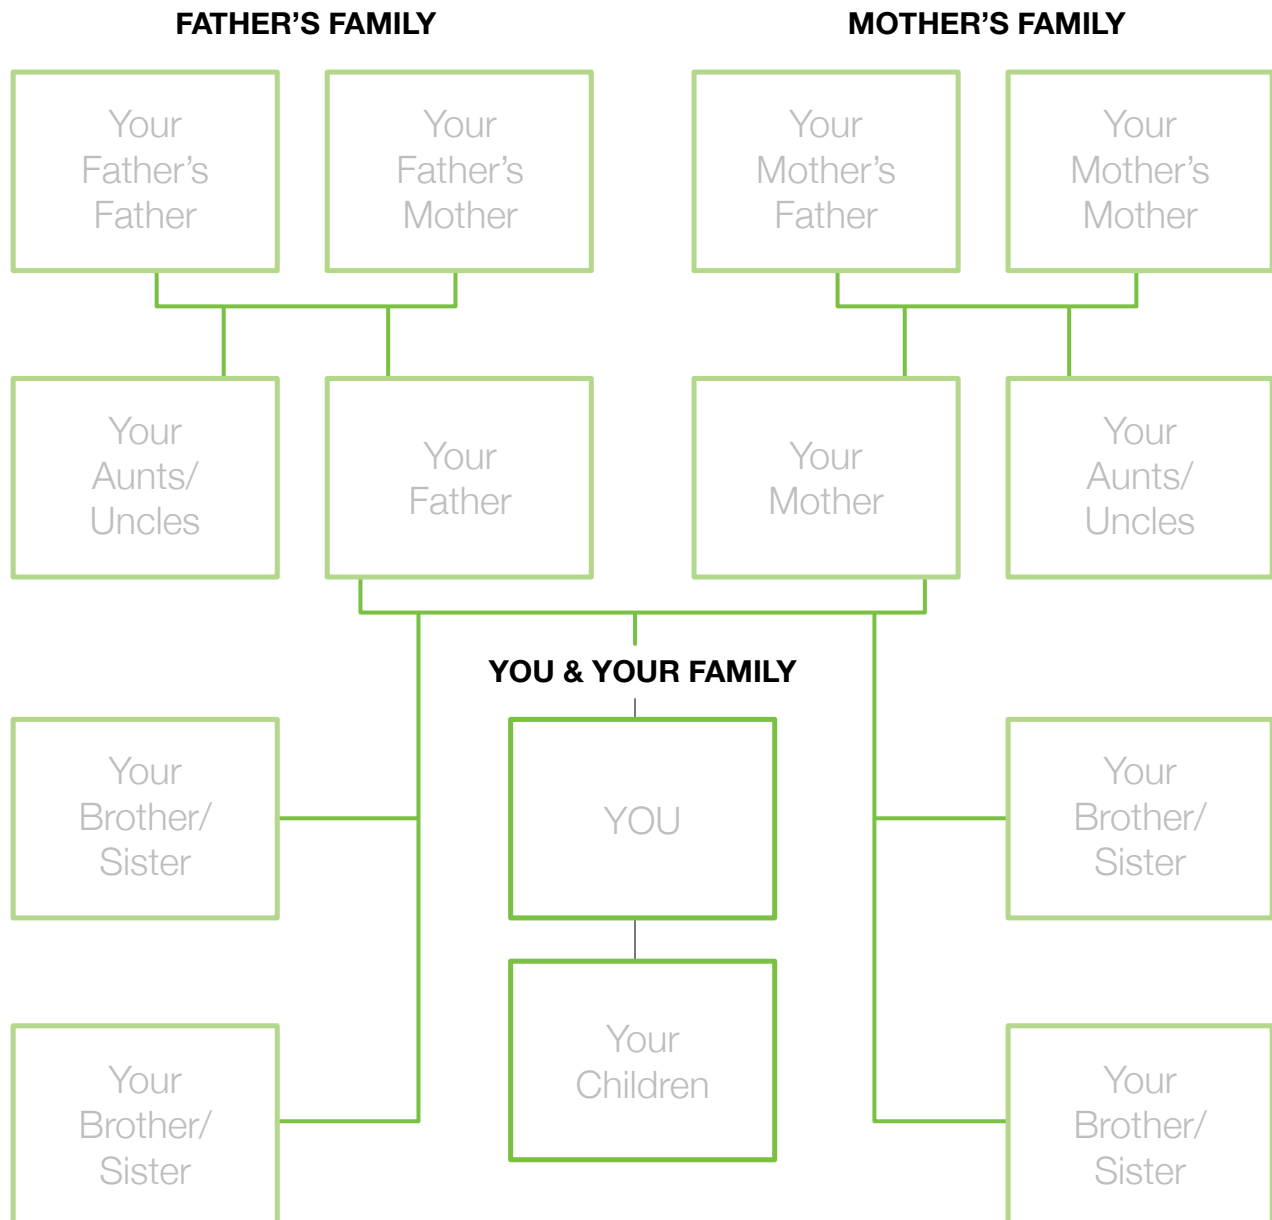 FATHER’S FAMILY
MOTHER’S FAMILY
Your
Father’s
Father
Your
Father’s
Mother
Your
Mother’s
Father
Your
Mother’s
Mother
Your
Aunts/
Uncles
Your
Father
Your
Mother
Your
Aunts/
Uncles
YOU & YOUR FAMILY
Your
Brother/
Sister
YOU
Your
Brother/
Sister
Your
Brother/
Sister
Your
Children
Your
Brother/
Sister